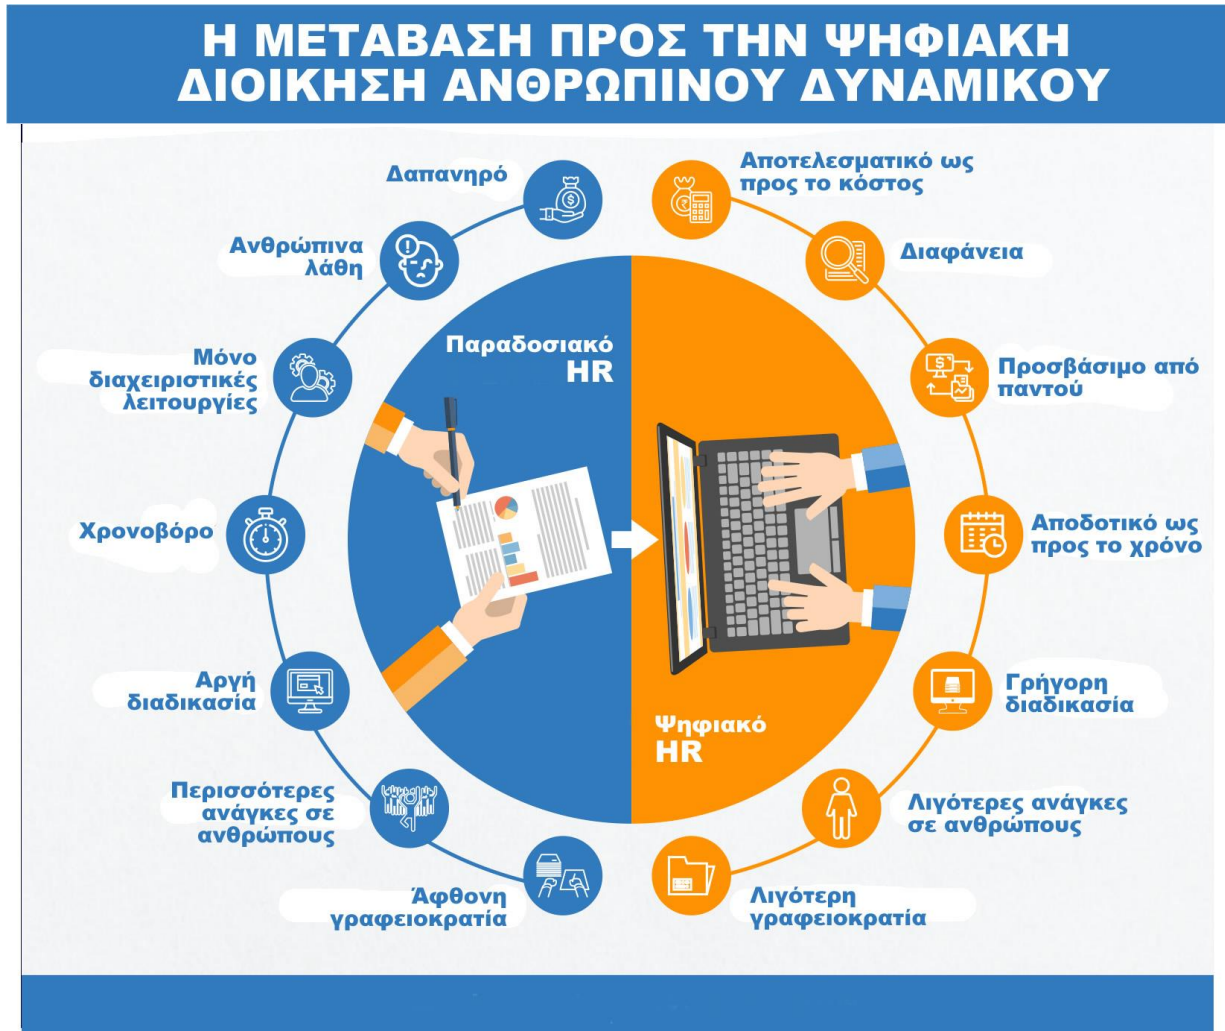 Η ΜΕΤΑΒΑΣΗ ΠΡΟΣ ΤΗΝ ΨΗΦΙΑΚΗ
ΔΙΟΙΚΗΣΗ ΑΝΘΡΩΠΙΝΟΥ ΔΥΝΑΜΙΚΟΥ
Δαπανηρό
Ανθρώπινα
λάθη
Μόνο
διαχειριστικές
λειτουργίες
Χρονοβόρο
Αργή
διαδικασία
Περισσότερες
ανάγκες σε
ανθρώπους
Άφθονη
γραφειοκρατία
Παραδοσιακό
HR
Ψηφιακό
HR
Αποτελεσματικό ως
προς το κόστος
Διαφάνεια
Προσβάσιμο από
παντού
Αποδοτικό ως
προς το χρόνο
Γρήγορη
διαδικασία
Λιγότερες ανάγκες
σε ανθρώπους
Λιγότερη
γραφειοκρατία